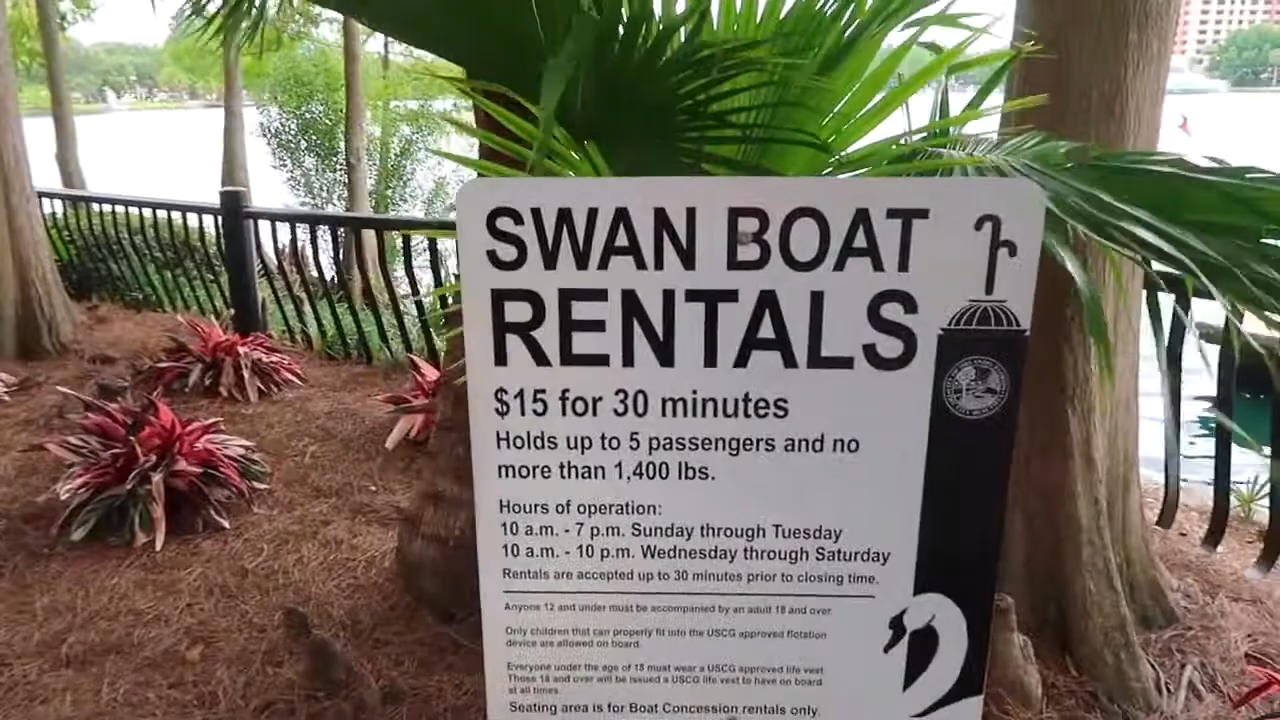 SWAN BOAT
RENTALS
$15 for 30 minutes
Holds up to 5 passengers and no
more than 1,400 lbs.
Hours of operation:
10 a.m. - 7 p.m. Sunday through Tuesday
10 a.m. - 10 p.m. Wednesday through Saturday
Rentals are accepted up to 30 minutes prior to closing time.
Anyone 12 and under must be accompanied by an adult 18 and over.
Only children that can properly fit into the USCG approved flotation
device are allowed on board.
Everyone under the age of 18 must wear a USCG approved life vest.
Those 18 and over will be issued a USCG life vest to have on board
at all times.
Seating area is for Boat Concession rentals only.